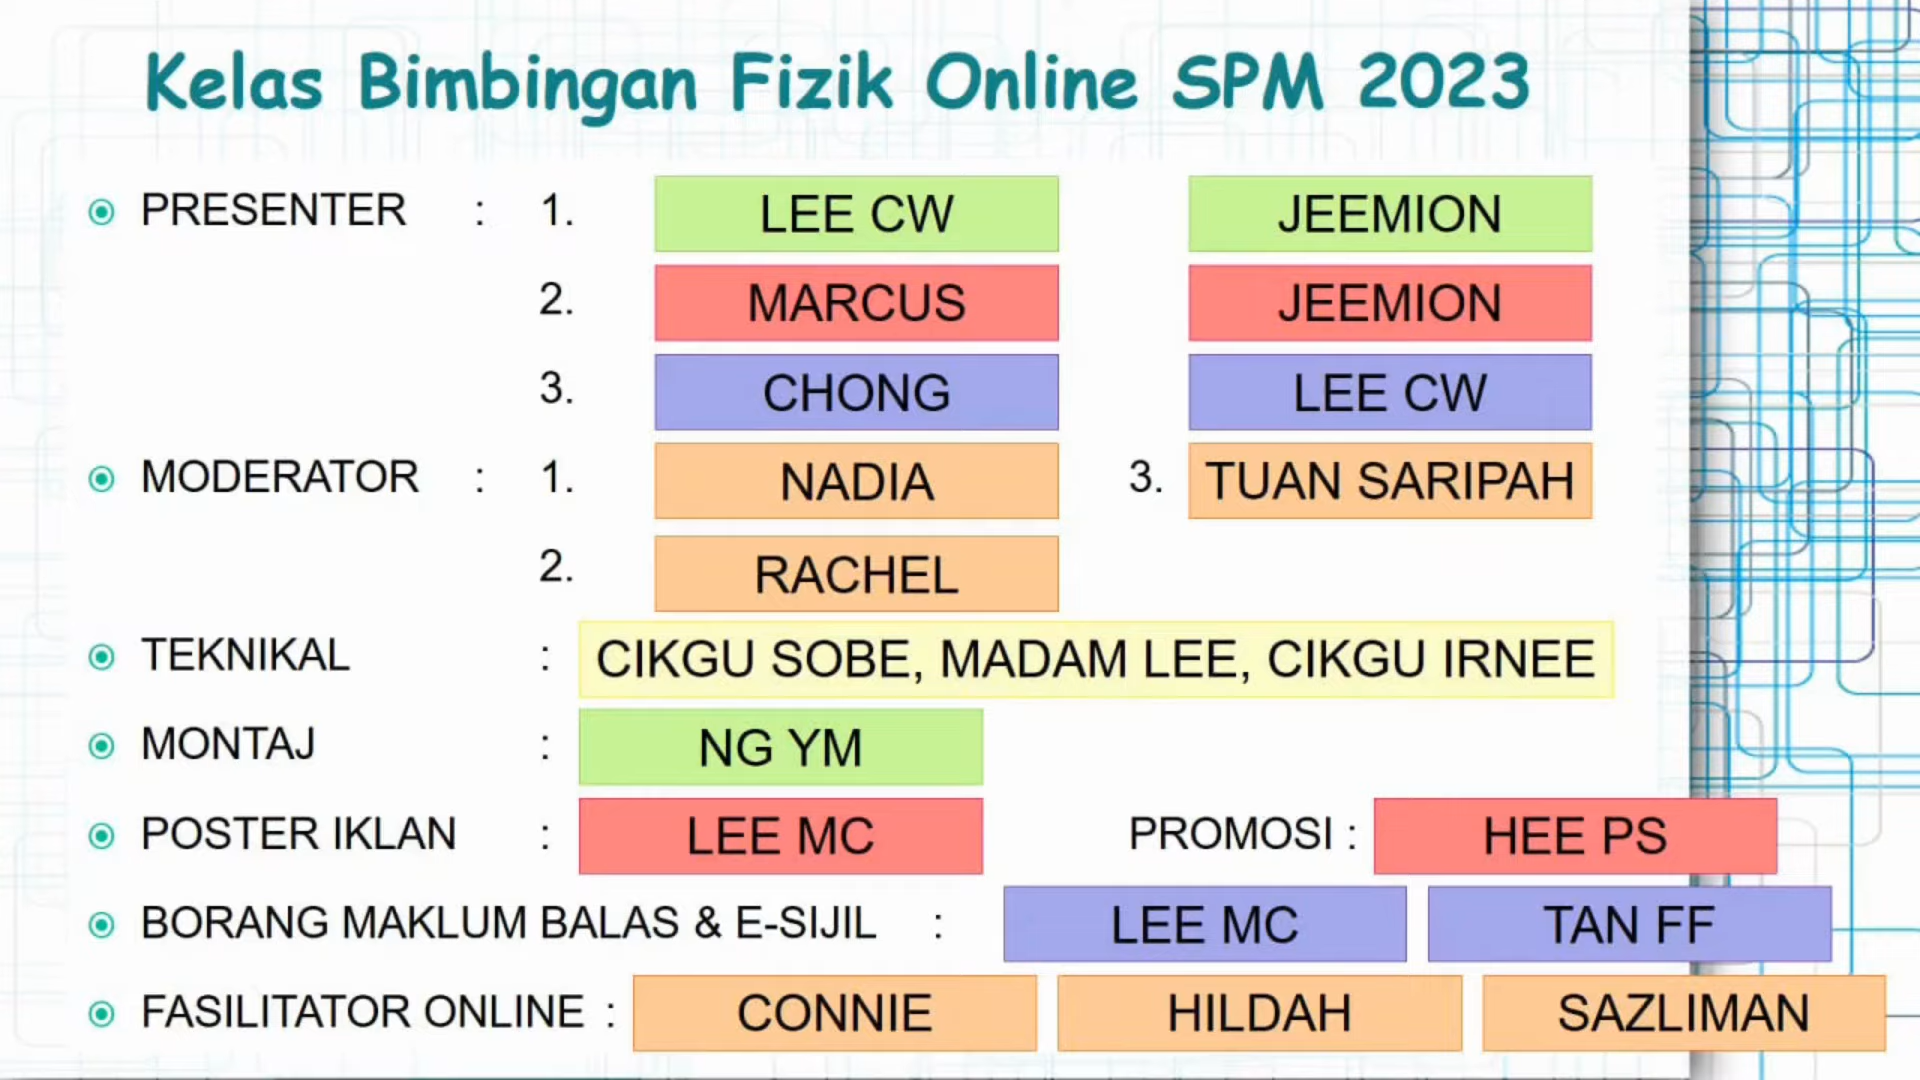 Kelas Bimbingan Fizik Online SPM 2023
PRESENTER : 1. LEE CW JEEMION
2. MARCUS JEEMION
3. CHONG LEE CW
MODERATOR : 1. NADIA 3. TUAN SARIPAH
2. RACHEL
TEKNIKAL : CIKGU SOBE, MADAM LEE, CIKGU IRNEE
MONTAJ : NG YM
POSTER IKLAN : LEE MC PROMOSI : HEE PS
BORANG MAKLUM BALAS & E-SIJIL : LEE MC TAN FF
FASILITATOR ONLINE : CONNIE HILDAH SAZLIMAN